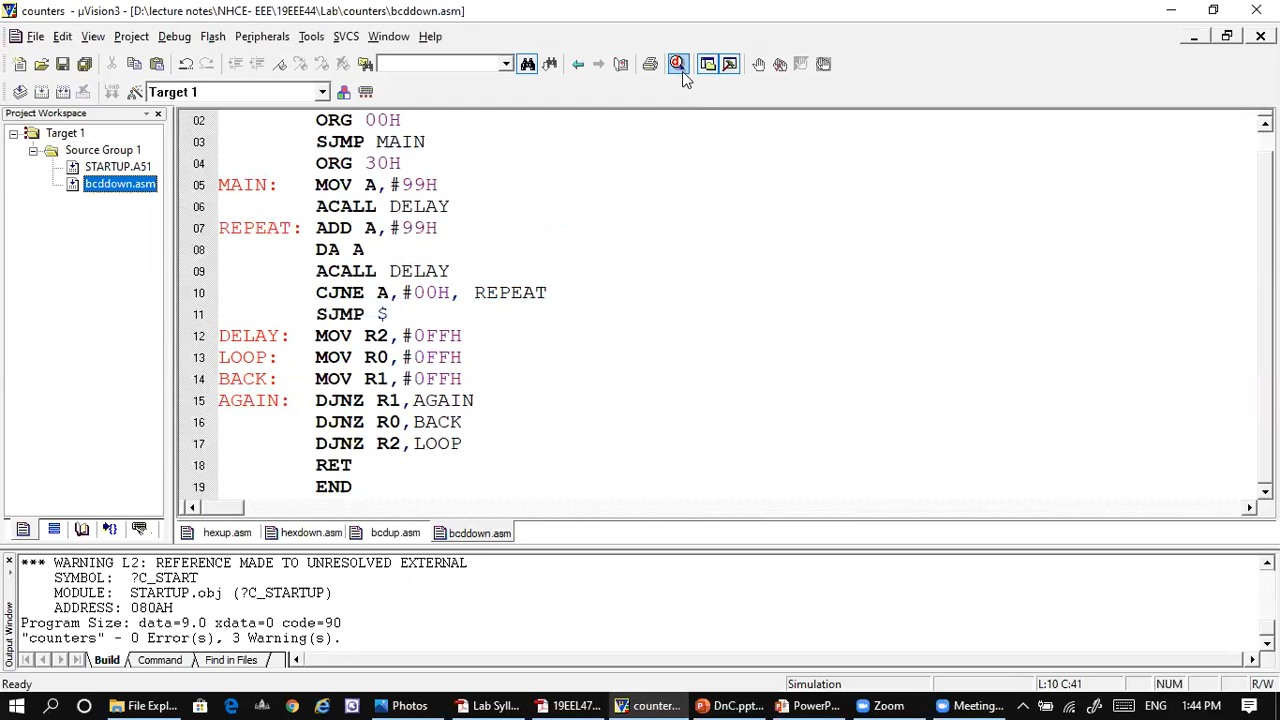 counters - µVision3 - [D:\lecture notes\NHCE- EEE\19EEE44\Lab\counters\bcddown.asm]
File Edit View Project Debug Flash Peripherals Tools SVCS Window Help
Target 1
Project Workspace
Target 1
Source Group 1
STARTUP.A51
bcddown.asm
02 ORG 00H
03 SJMP MAIN
04 ORG 30H
05 MAIN: MOV A,#99H
06 ACALL DELAY
07 REPEAT: ADD A,#99H
08 DA A
09 ACALL DELAY
10 CJNE A,#00H, REPEAT
11 SJMP $
12 DELAY: MOV R2,#0FFH
13 LOOP: MOV R0,#0FFH
14 BACK: MOV R1,#0FFH
15 AGAIN: DJNZ R1,AGAIN
16 DJNZ R0,BACK
17 DJNZ R2,LOOP
18 RET
19 END
hexup.asm hexdown.asm bcdup.asm bcddown.asm
*** WARNING L2: REFERENCE MADE TO UNRESOLVED EXTERNAL
SYMBOL: ?C_START
MODULE: STARTUP.obj (?C_STARTUP)
ADDRESS: 080AH
Program Size: data=9.0 xdata=0 code=90
"counters" - 0 Error(s), 3 Warning(s).
Output Window
Build Command Find in Files
Ready Simulation L:10 C:41 NUM R/W
File Expl... Photos Lab Syll... 19EEL47... counter... DnC.ppt... PowerP... Zoom Meeting... ENG 1:44 PM